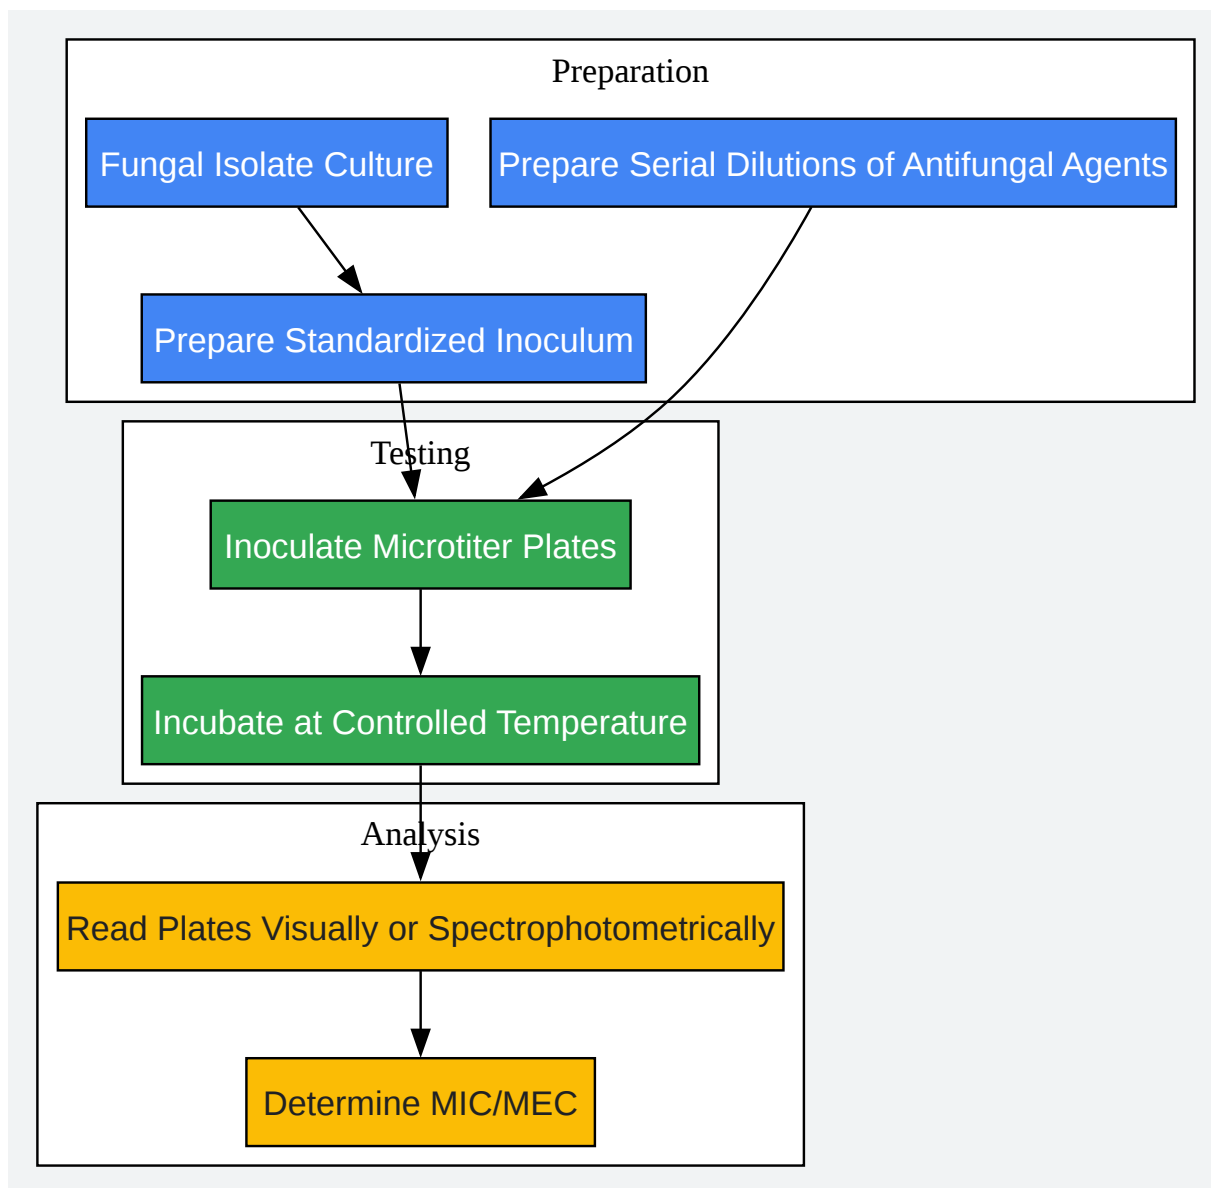 Preparation
Fungal Isolate Culture
Prepare Serial Dilutions of Antifungal Agents
Prepare Standardized Inoculum
Testing
Inoculate Microtiter Plates
Incubate at Controlled Temperature
Analysis
Read Plates Visually or Spectrophotometrically
Determine MIC/MEC